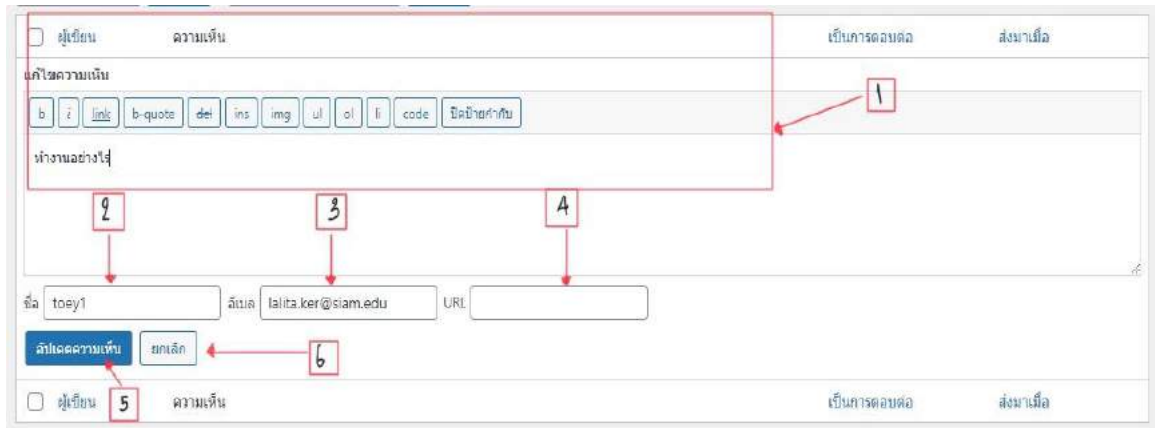 ผู้เขียน ความเห็น เป็นการตอบต่อ ส่งมาเมื่อ
แก้ไขความเห็น
1
b i link b-quote del ins img ul ol li code ปิดป้ายกำกับ
ทำงานอย่างไร
2 3 4
ชื่อ toey1 อีเมล lalita.ker@siam.edu URL
อัปเดตความเห็น ยกเลิก
6
5
ผู้เขียน ความเห็น เป็นการตอบต่อ ส่งมาเมื่อ